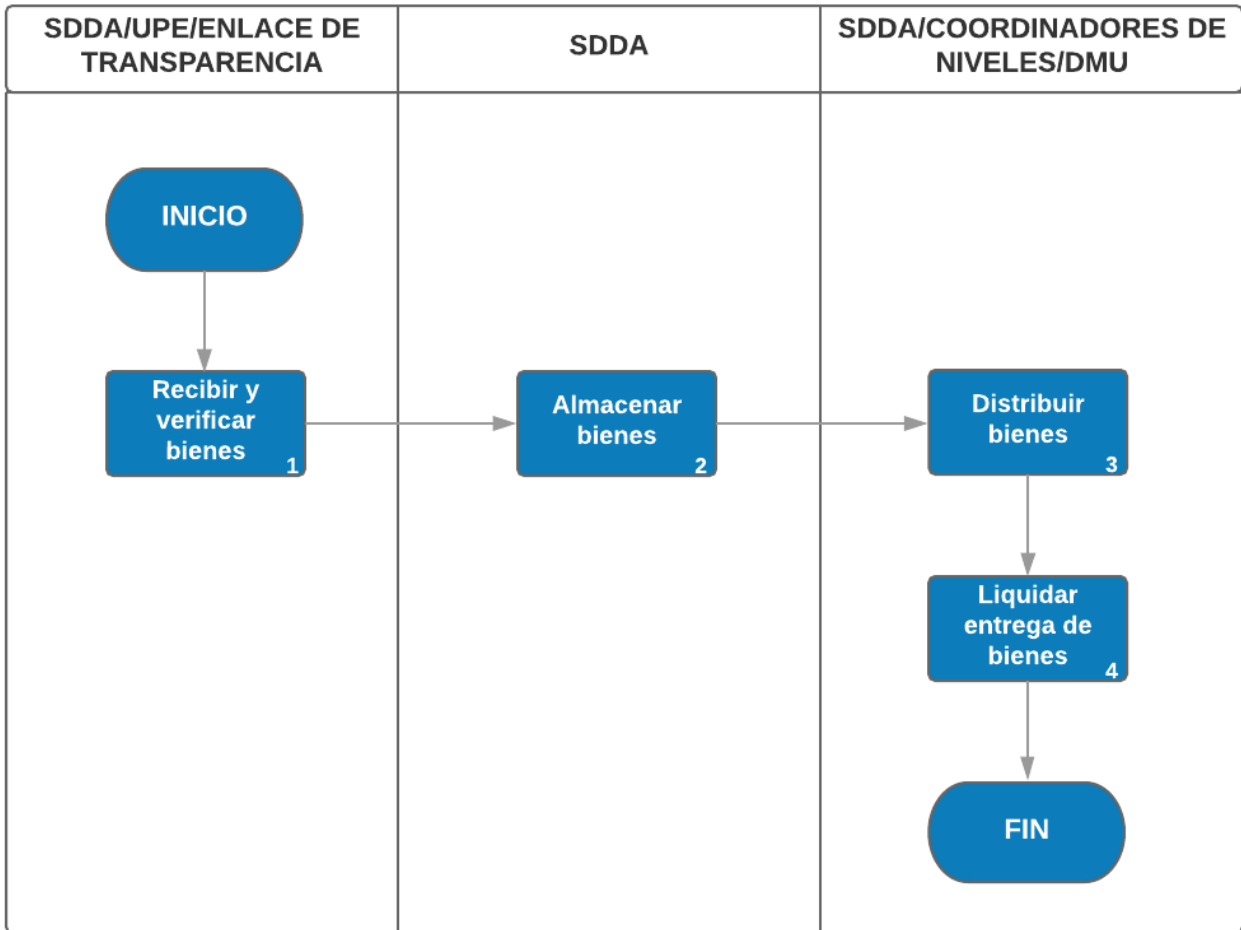 SDDA/UPE/ENLACE DE
TRANSPARENCIA
SDDA
SDDA/COORDINADORES DE
NIVELES/DMU
INICIO
Recibir y
verificar
bienes
1
Almacenar
bienes
2
Distribuir
bienes
3
Liquidar
entrega de
bienes
4
FIN